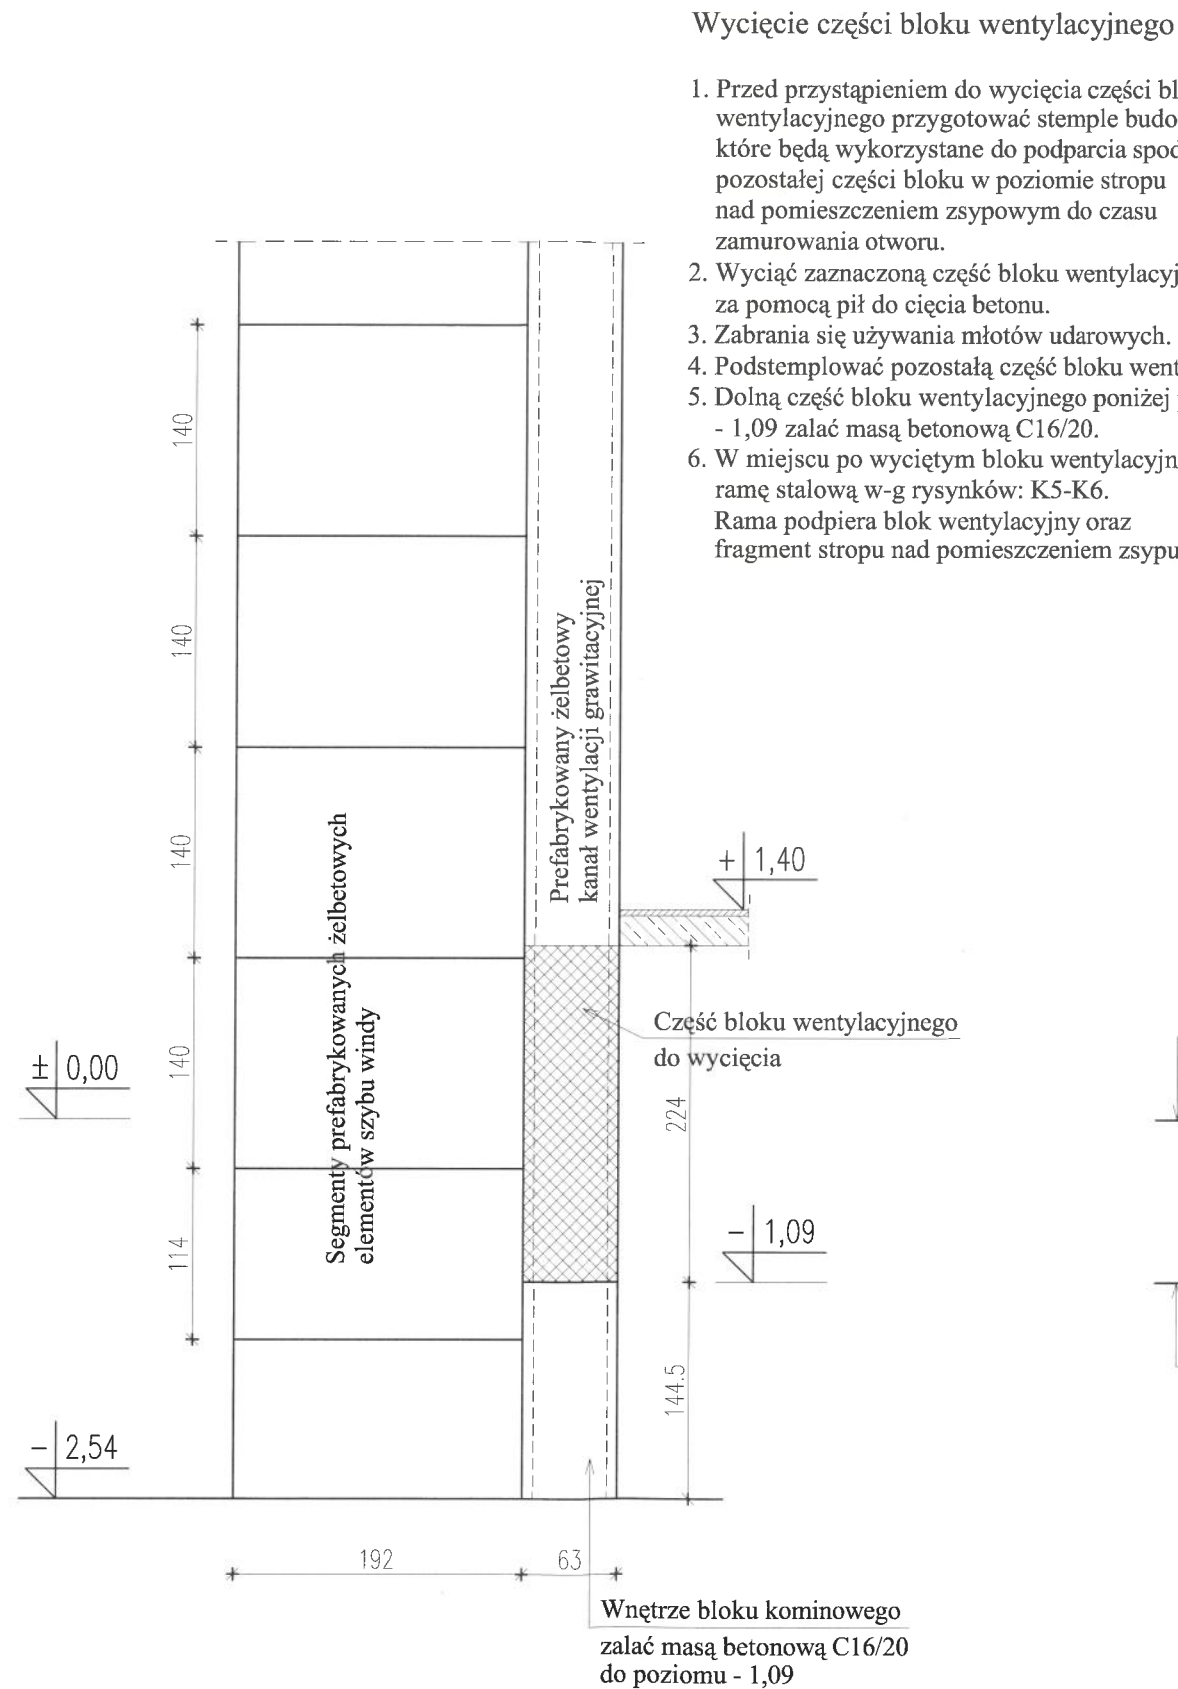 Wycięcie części bloku wentylacyjnego
1. Przed przystąpieniem do wycięcia części
wentylacyjnego przygotować stemple
które będą wykorzystane do podparcia
pozostałej części bloku w poziomie stropu
nad pomieszczeniem zsypowym do czasu
zamurowania otworu.
2. Wyciąć zaznaczoną część bloku
za pomocą pił do cięcia betonu.
3. Zabrania się używania młotów udarowych.
4. Podstemplować pozostałą część bloku
5. Dolną część bloku wentylacyjnego poniżej
- 1,09 zalać masą betonową C16/20.
6. W miejscu po wyciętym bloku
ramę stalową w-g rysynków: K5-K6.
Rama podpiera blok wentylacyjny oraz
fragment stropu nad pomieszczeniem zsypu
140
140
140
140
114
Prefabrykowany żelbetowy
kanał wentylacji grawitacyjnej
Segmenty prefabrykowanych żelbetowych
elementów szybu windy
+ 1,40
Część bloku wentylacyjnego
do wycięcia
± 0,00
224
- 1,09
144.5
- 2,54
192
63
Wnętrze bloku kominowego
zalać masą betonową C16/20
do poziomu - 1,09